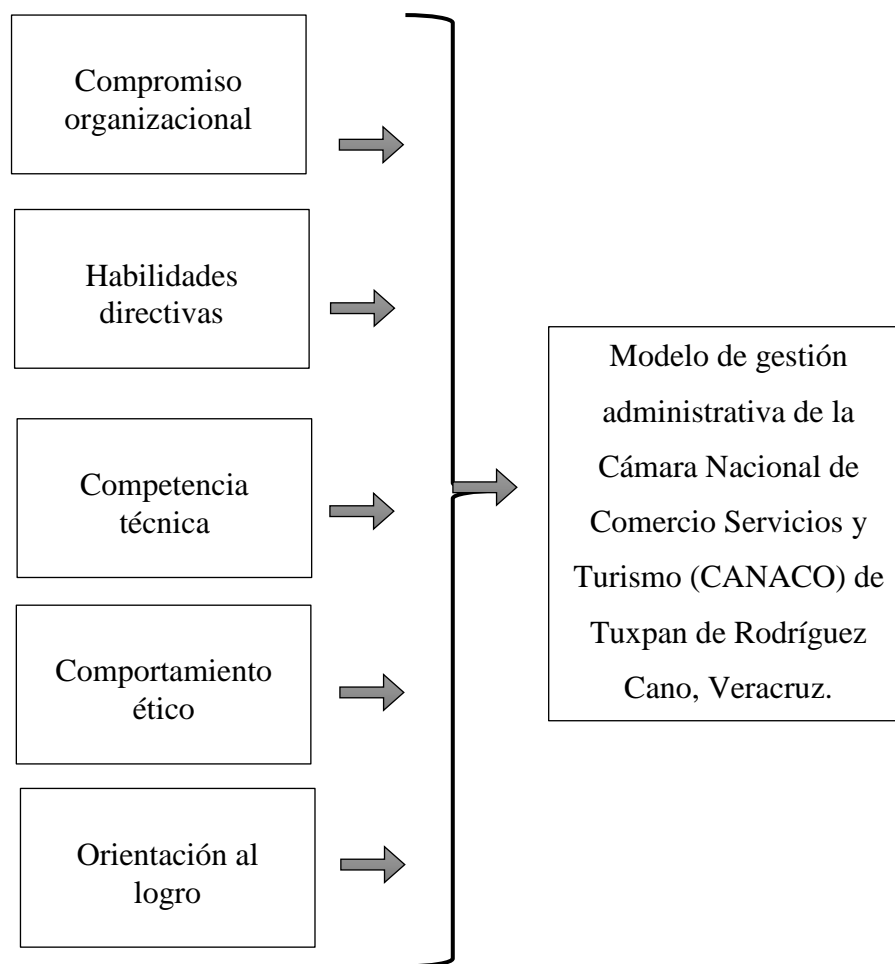 Compromiso
organizacional
Habilidades
directivas
Competencia
técnica
Comportamiento
ético
Orientación al
logro
Modelo de gestión
administrativa de la
Cámara Nacional de
Comercio Servicios y
Turismo (CANACO) de
Tuxpan de Rodríguez
Cano, Veracruz.